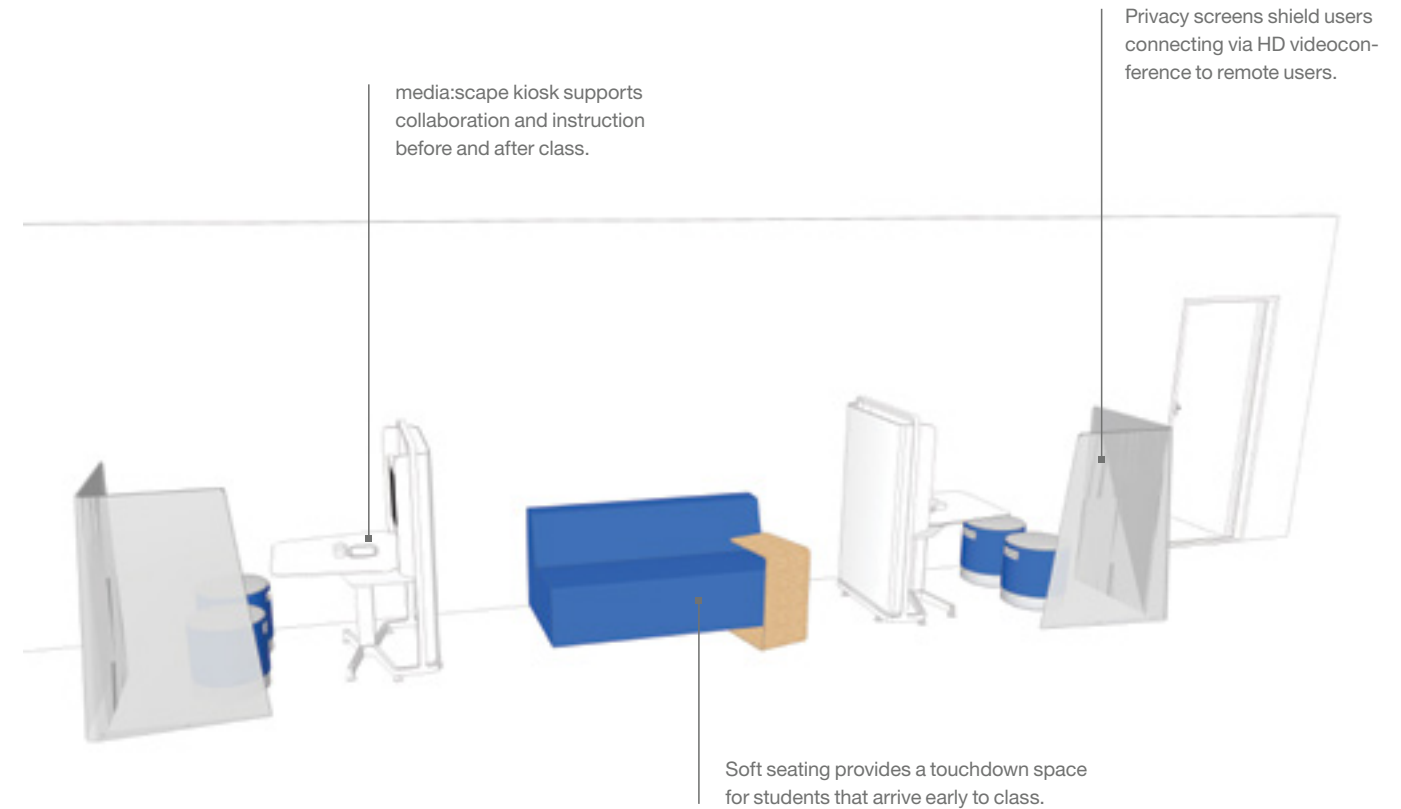 Privacy screens shield users
connecting via HD videocon-
ference to remote users.
media:scape kiosk supports
collaboration and instruction
before and after class.
Soft seating provides a touchdown space
for students that arrive early to class.